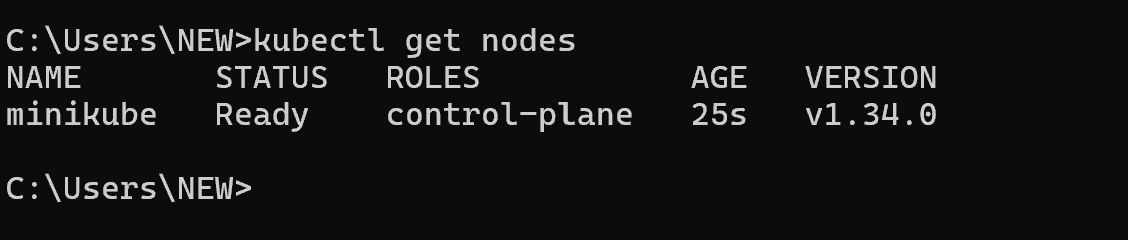 C:\Users\NEW>kubectl get nodes
NAME       STATUS   ROLES           AGE   VERSION
minikube   Ready    control-plane   25s   v1.34.0
C:\Users\NEW>